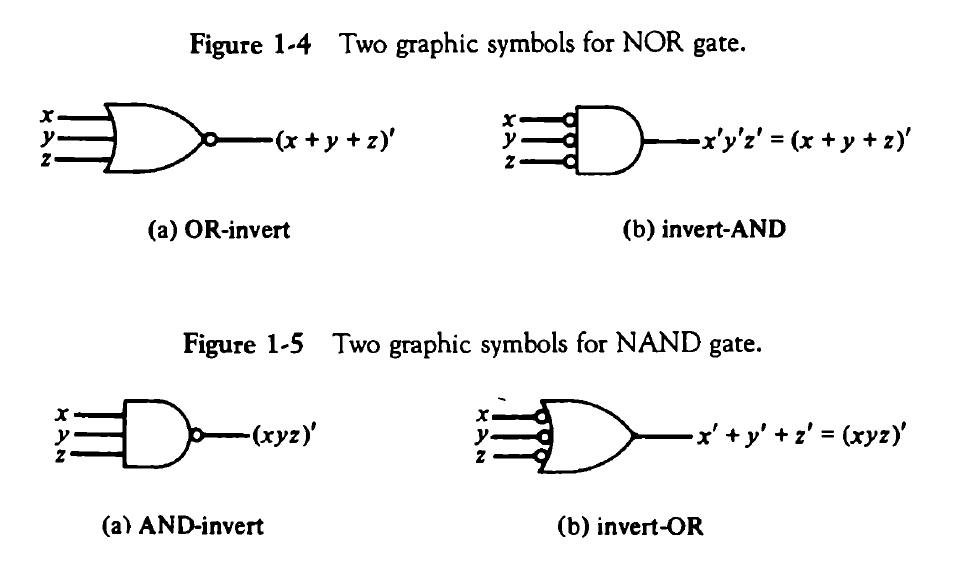 Figure 1-4 Two graphic symbols for NOR gate.
x
y
z
(x + y + z)′
x
y
z
x′y′z′ = (x + y + z)′
(a) OR-invert
(b) invert-AND
Figure 1-5 Two graphic symbols for NAND gate.
x
y
z
(xyz)′
x
y
z
x′ + y′ + z′ = (xyz)′
(a) AND-invert
(b) invert-OR